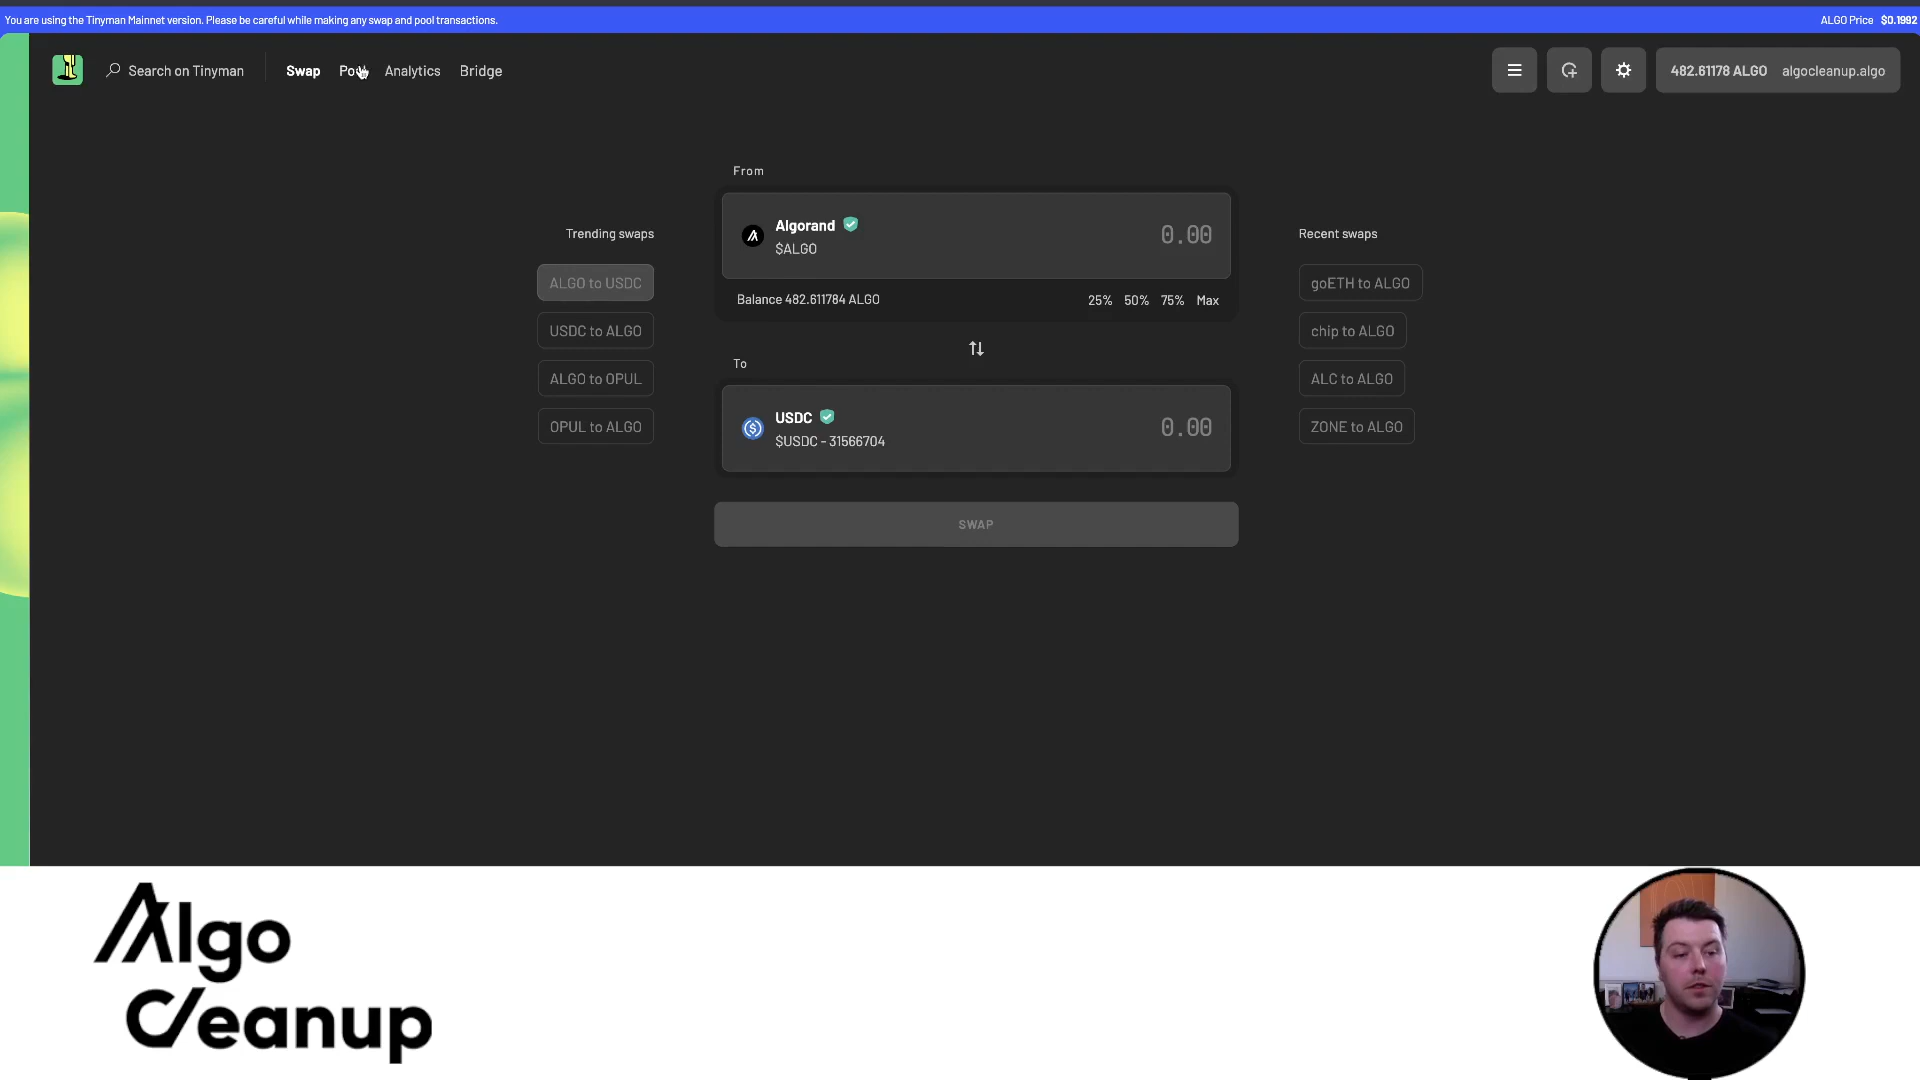 You are using the Tinyman Mainnet version. Please be careful while making any swap and pool transactions.
ALGO Price $0.1992
Search on Tinyman
Swap
Analytics
Bridge
482.61178 ALGO algocleanup.algo
From
Algorand
$ALGO
0.00
Balance 482.611784 ALGO
25% 50% 75% Max
To
USDC
$USDC - 31566704
0.00
SWAP
Trending swaps
ALGO to USDC
USDC to ALGO
ALGO to OPUL
OPUL to ALGO
Recent swaps
goETH to ALGO
chip to ALGO
ALC to ALGO
ZONE to ALGO
Algo
Cleanup